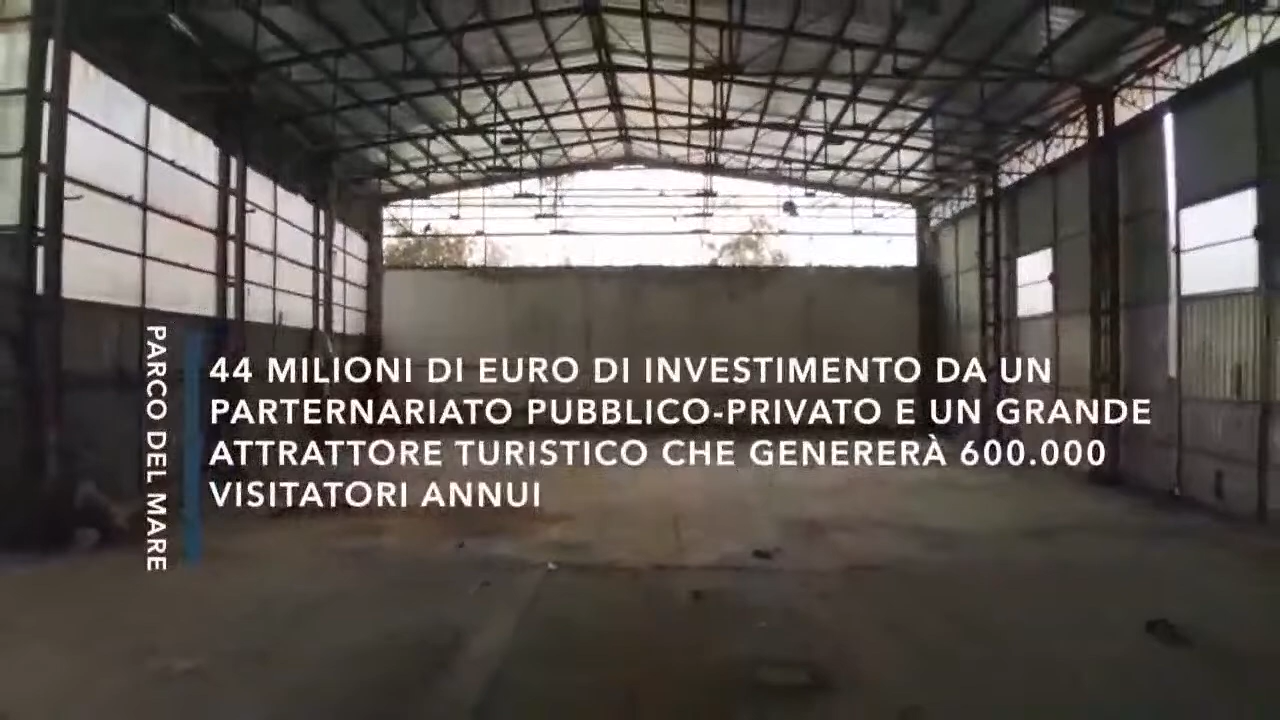 PARCO DEL MARE
44 MILIONI DI EURO DI INVESTIMENTO DA UN
PARTERNARIATO PUBBLICO-PRIVATO E UN GRANDE
ATTRATTORE TURISTICO CHE GENERERÀ 600.000
VISITATORI ANNUI